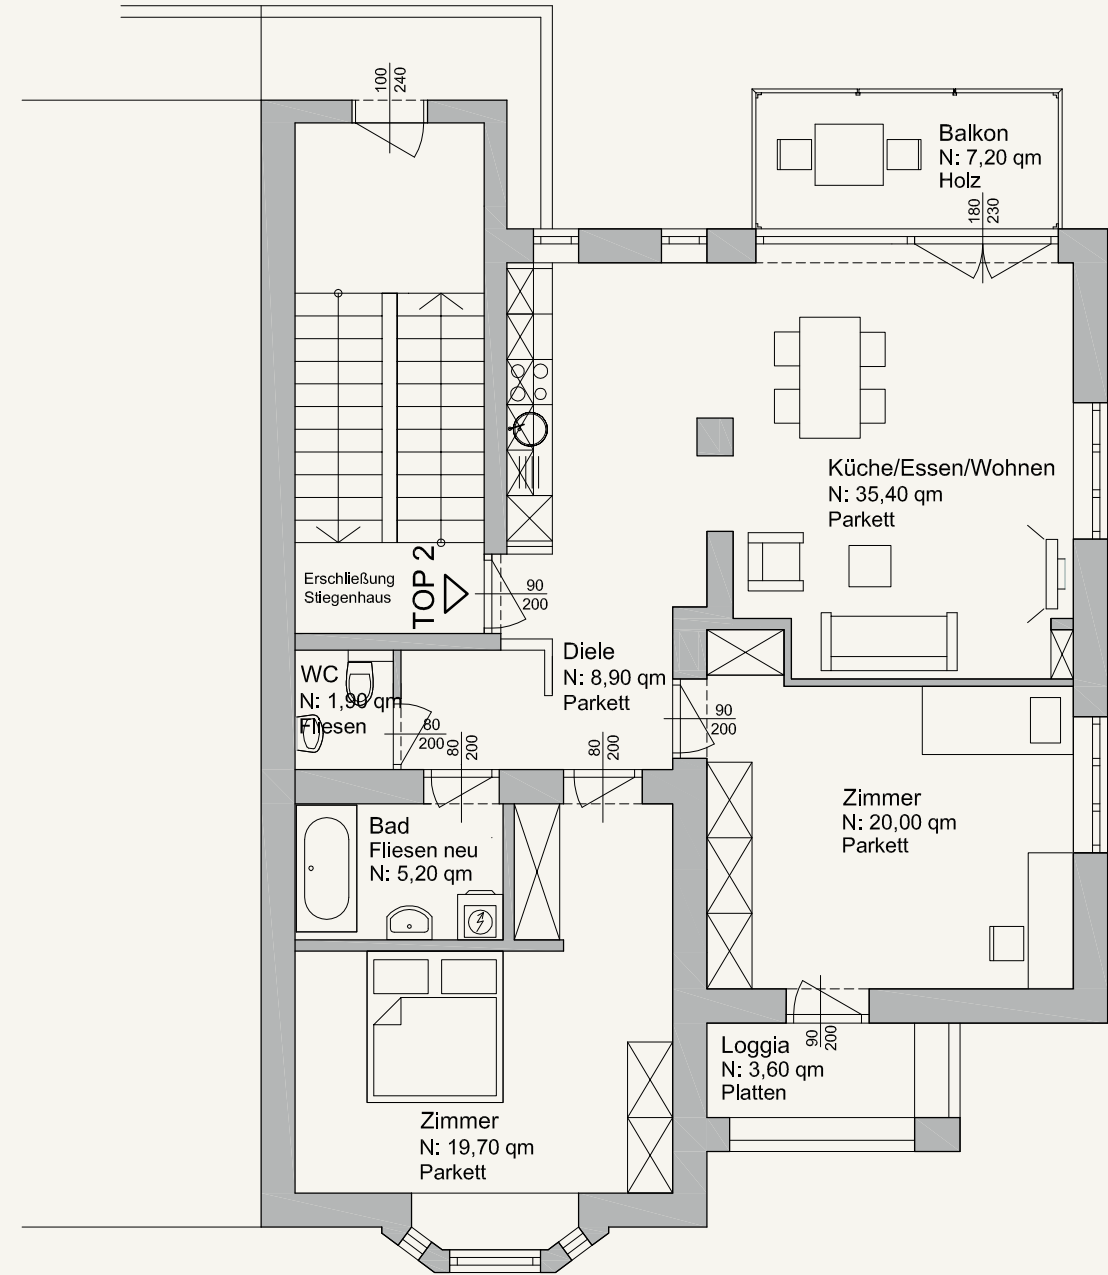 100
240
Balkon
N: 7,20 qm
Holz
180
230
Küche/Essen/Wohnen
N: 35,40 qm
Parkett
Erschließung
Stiegenhaus
TOP 2
90
200
Diele
N: 8,90 qm
Parkett
WC
N: 1,90 qm
Fliesen
80
200
80
200
80
200
90
200
Bad
Fliesen neu
N: 5,20 qm
Zimmer
N: 20,00 qm
Parkett
Loggia
N: 3,60 qm
Platten
90
200
Zimmer
N: 19,70 qm
Parkett